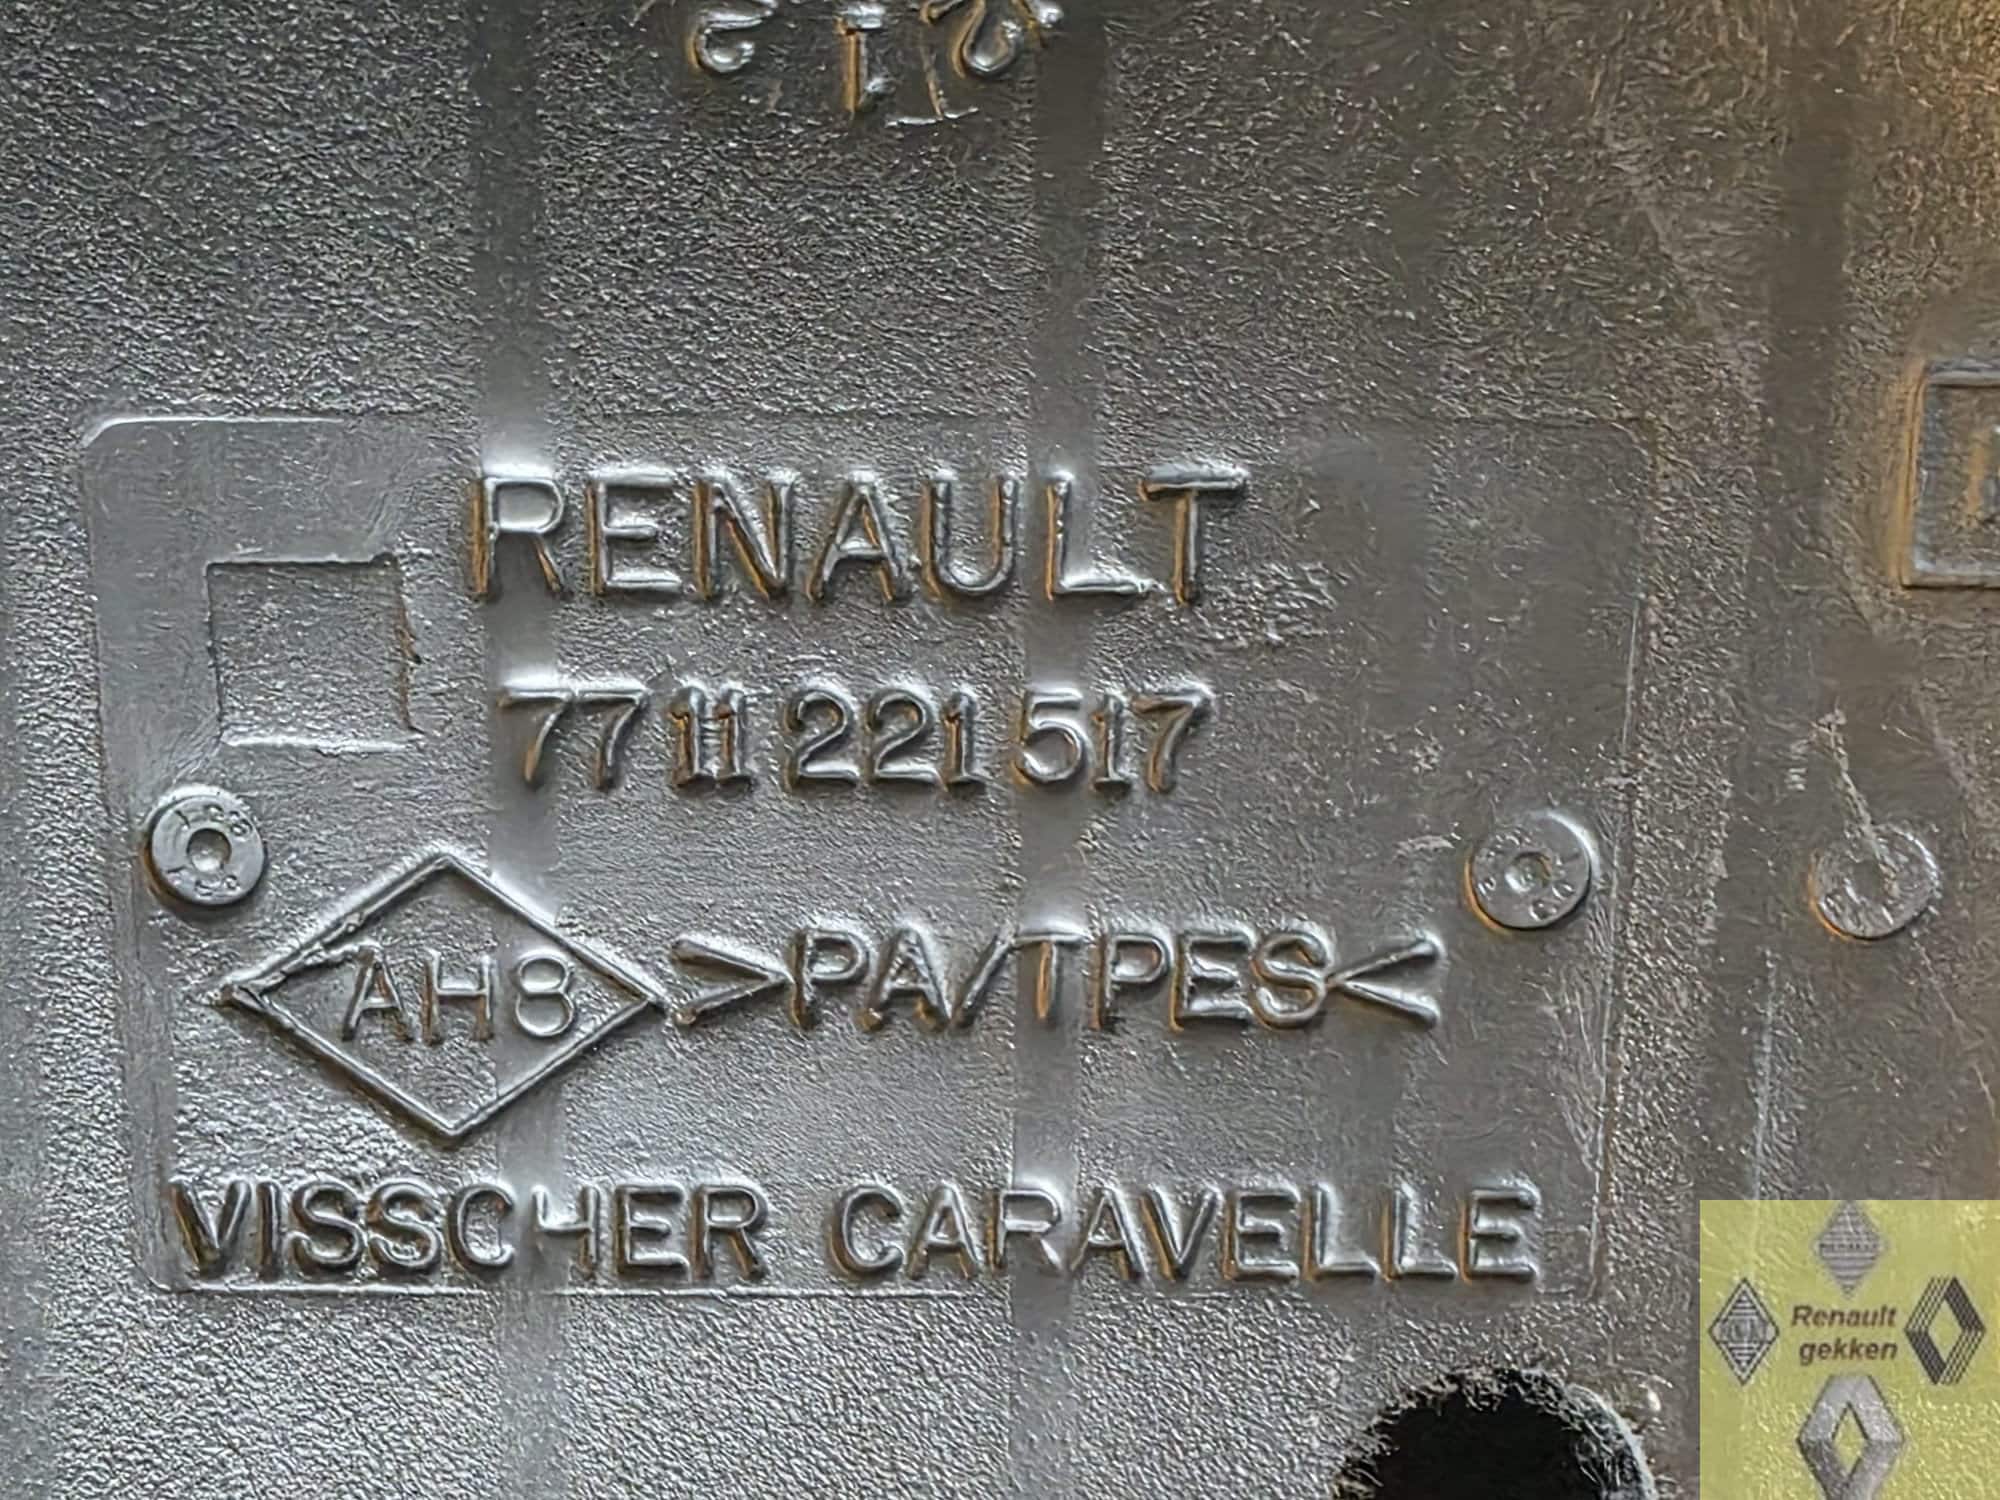 RENAULT
7711221517
AH8 >PA/TPES<
VISSCHER CARAVELLE
Renault
gekken